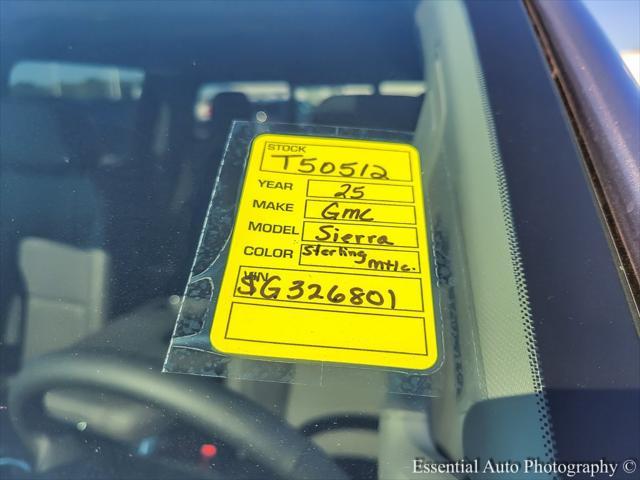 STOCK
T50512
YEAR 25
MAKE Gmc
MODEL Sierra
COLOR Sterling
mtlc.
VIN
SG326801
Essential Auto Photography©